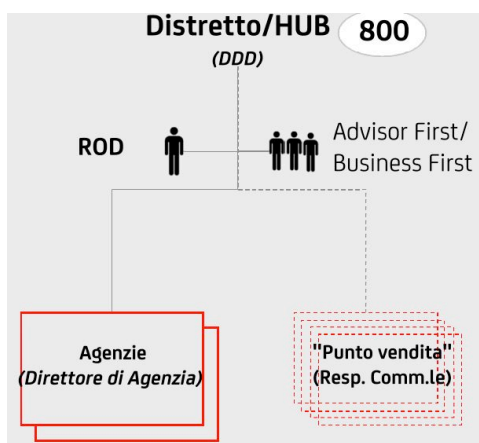 Distretto/HUB 800
(DDD)
ROD
Advisor First/
Business First
Agenzie
(Direttore di Agenzia)
"Punto vendita"
(Resp. Comm.le)